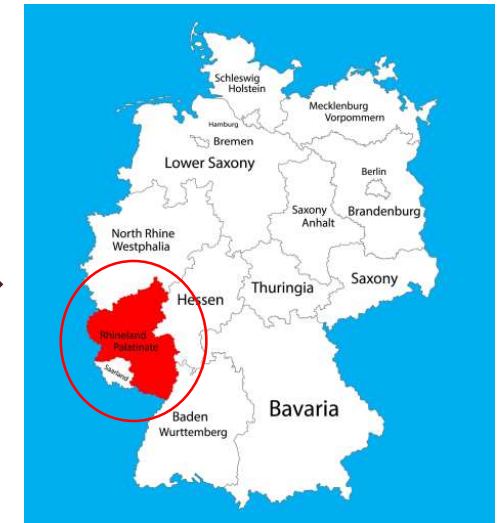 Schleswig
Holstein
Mecklenburg
Vorpommern
Hamburg
Bremen
Lower Saxony
Berlin
Saxony
Anhalt
Brandenburg
North Rhine
Westphalia
Hessen
Thuringia
Saxony
Rhineland
Palatinate
Saarland
Baden
Wurttemberg
Bavaria